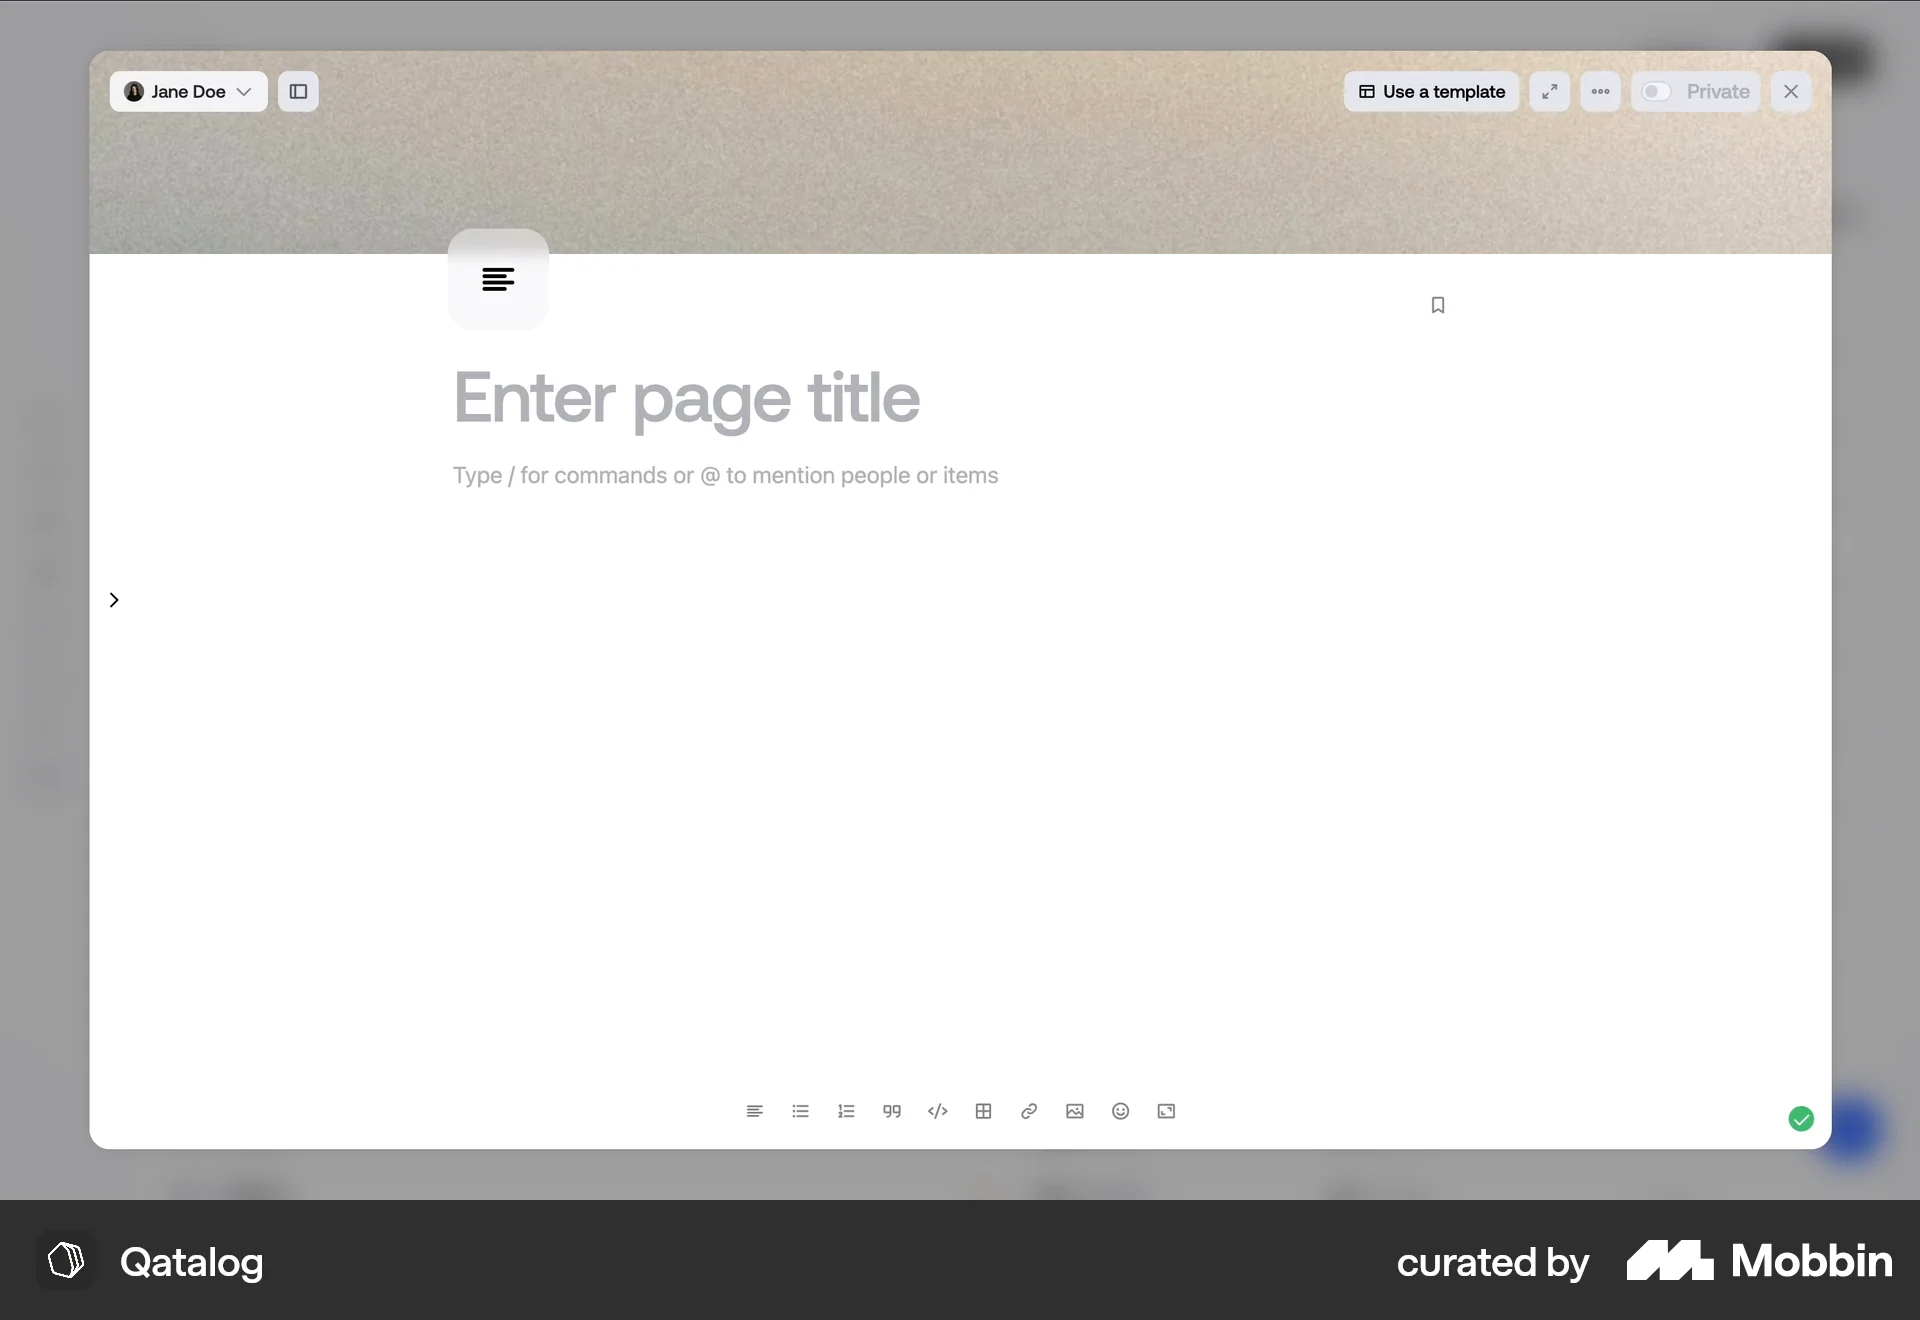 Jane Doe
Use a template
Private
Enter page title
Type / for commands or @ to mention people or items
Qatalog
curated by Mobbin